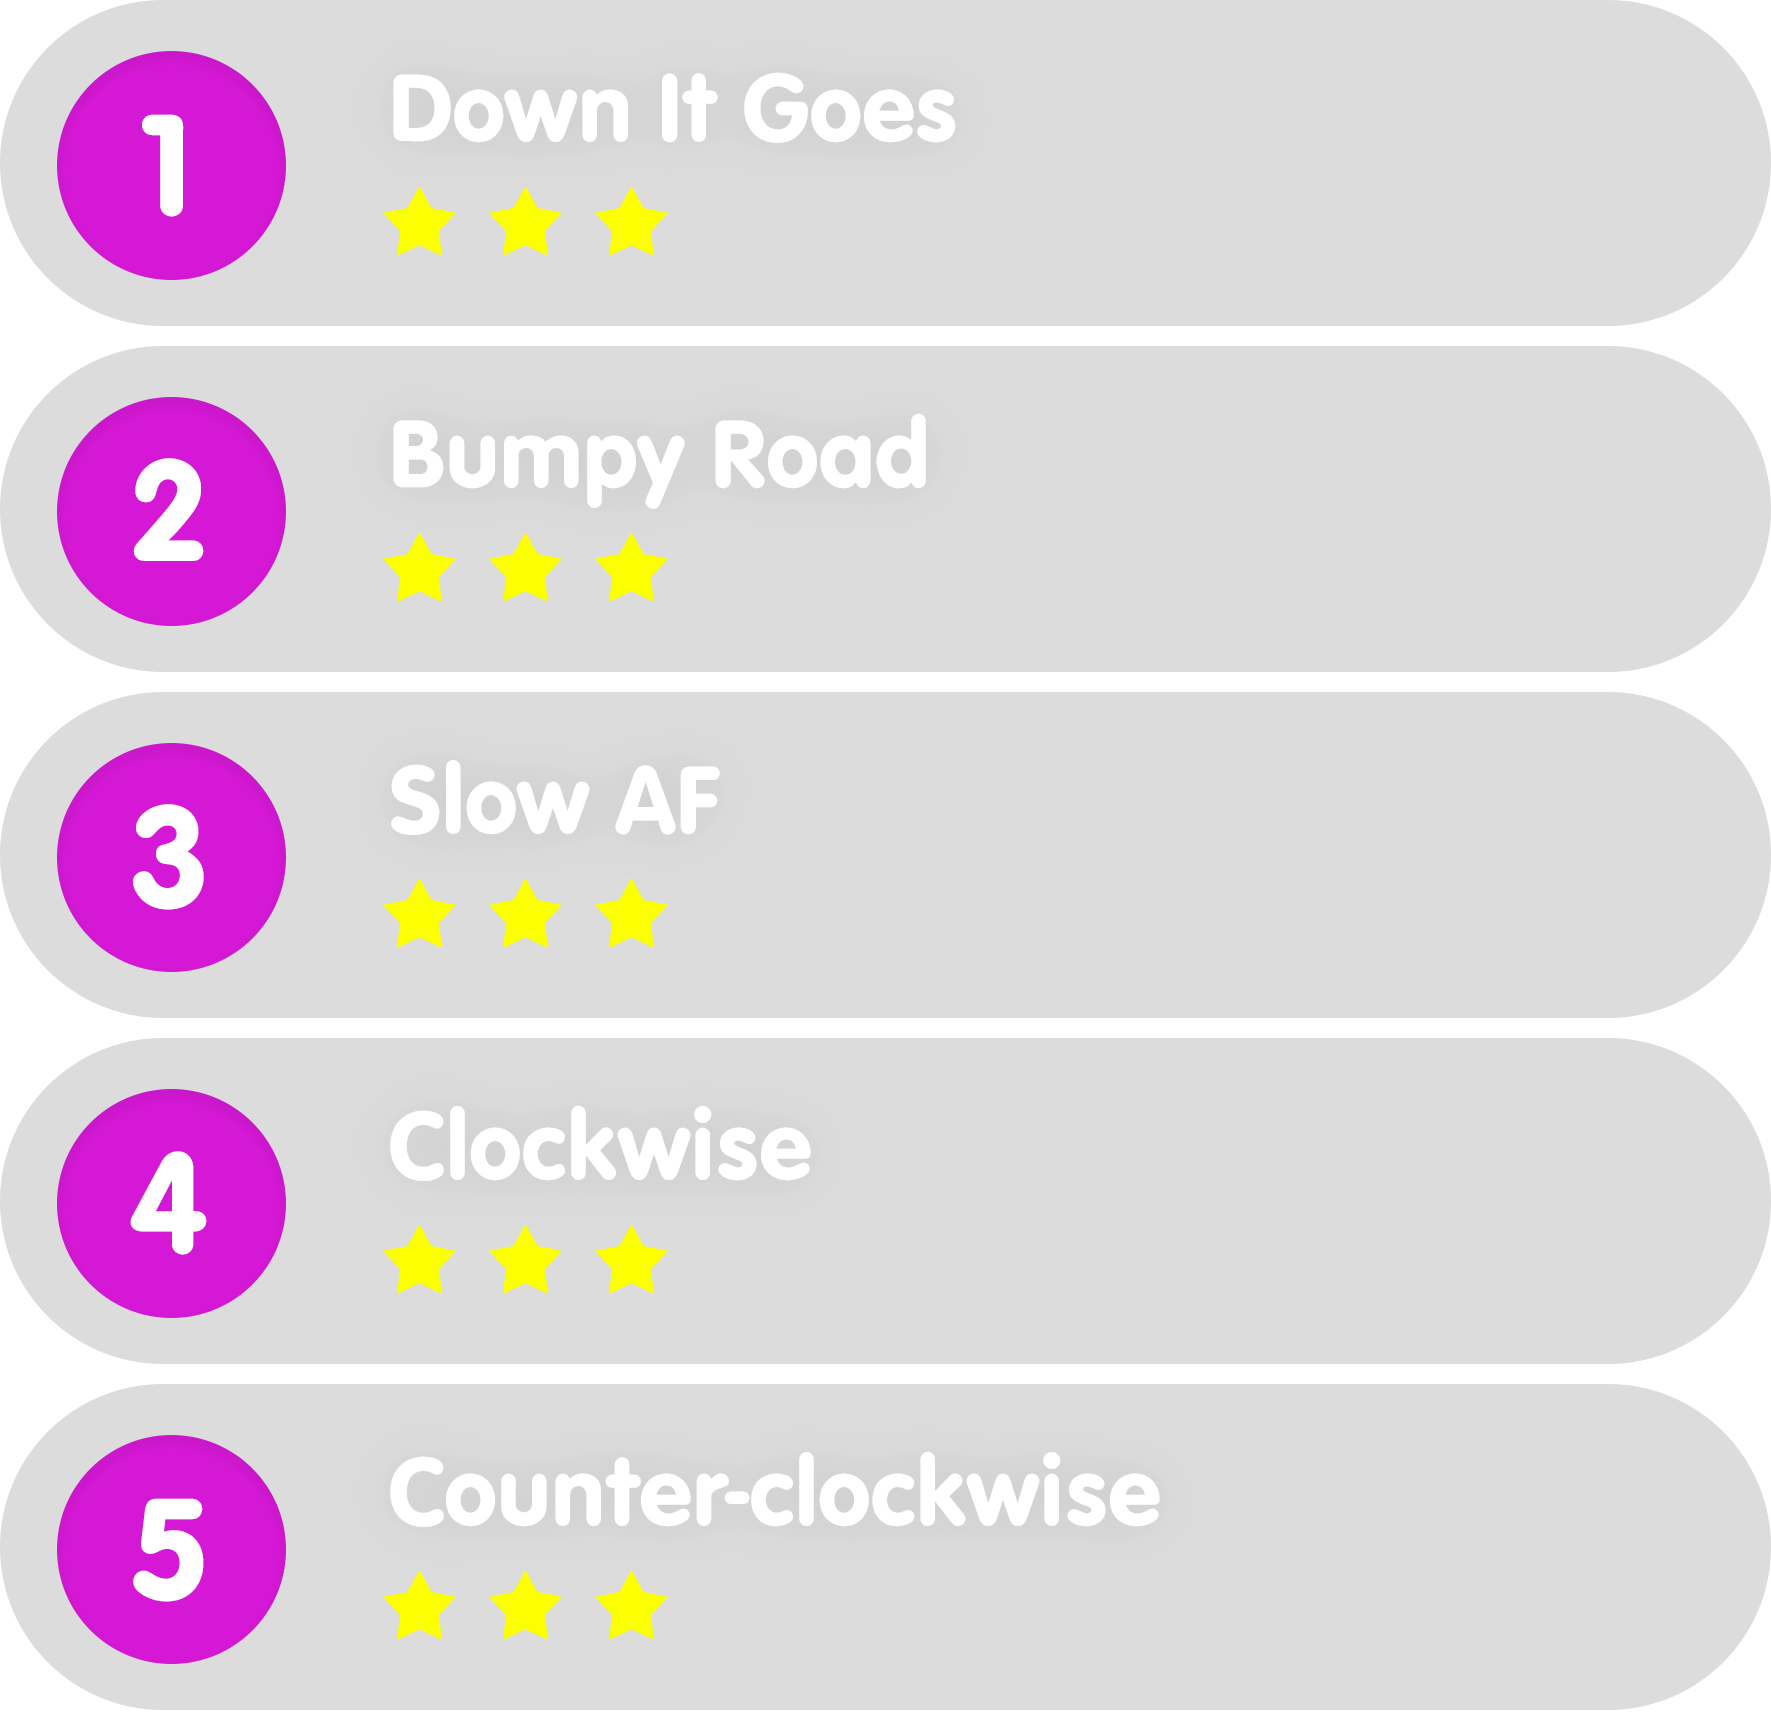 1
Down It Goes
2
Bumpy Road
3
Slow AF
4
Clockwise
5
Counter-clockwise